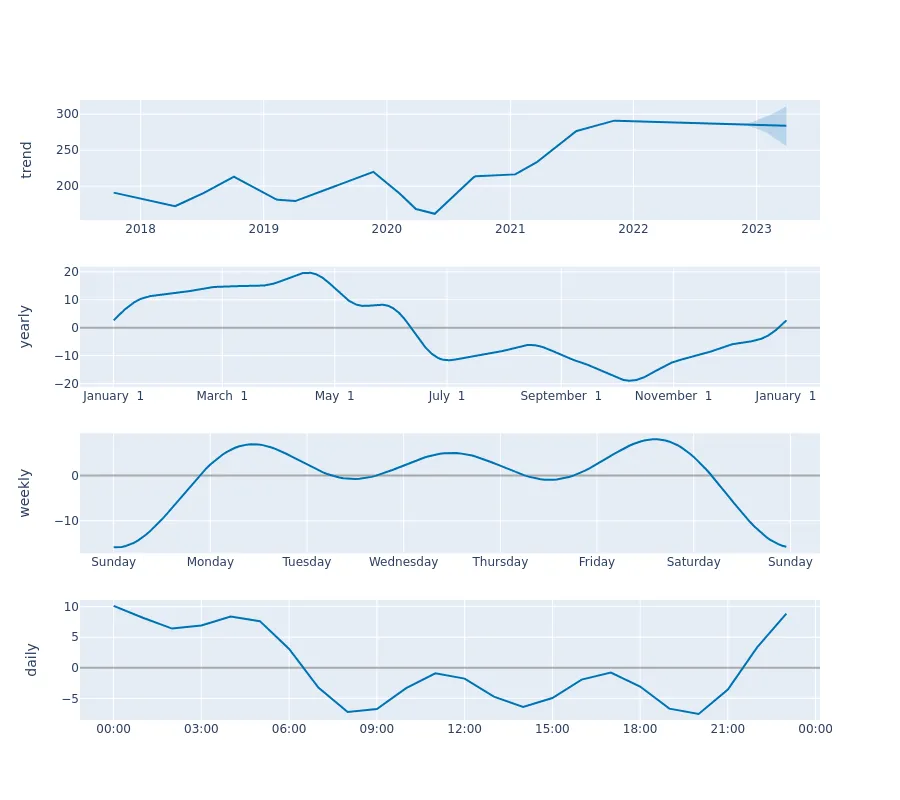 trend
300
250
200
2018 2019 2020 2021 2022 2023
yearly
20
10
0
−10
−20
January 1 March 1 May 1 July 1 September 1 November 1 January 1
weekly
0
−10
Sunday Monday Tuesday Wednesday Thursday Friday Saturday Sunday
daily
10
5
0
−5
00:00 03:00 06:00 09:00 12:00 15:00 18:00 21:00 00:00